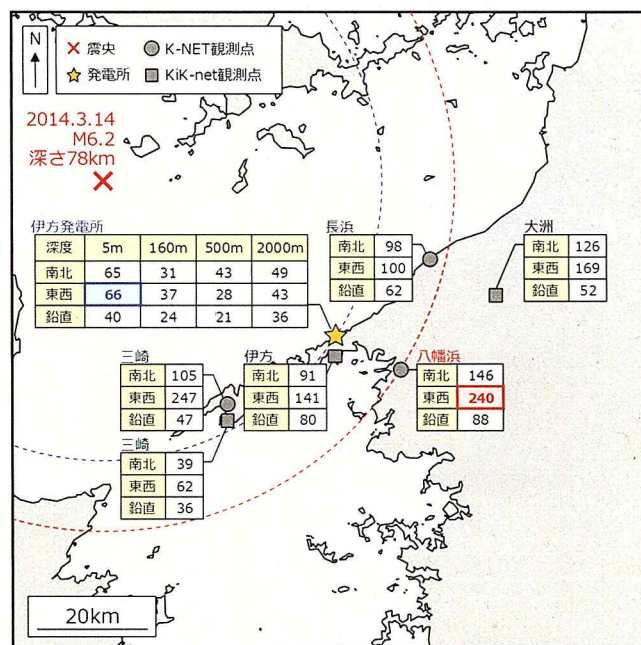 N
震央
K-NET観測点
発電所
KiK-net観測点
2014.3.14
M6.2
深さ78km
伊方発電所
深度 5m 160m 500m 2000m
南北 65 31 43 49
東西 66 37 28 43
鉛直 40 24 21 36
長浜
南北 98
東西 100
鉛直 62
大洲
南北 126
東西 169
鉛直 52
三崎
南北 105
東西 247
鉛直 47
伊方
南北 91
東西 141
鉛直 80
八幡浜
南北 146
東西 240
鉛直 88
三崎
南北 39
東西 62
鉛直 36
20km